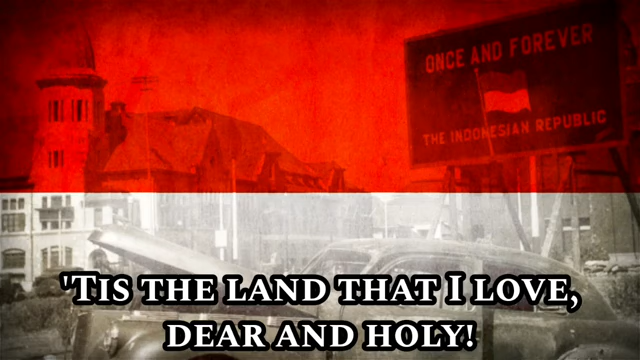 ONCE AND FOREVER
THE INDONESIAN REPUBLIC
'TIS THE LAND THAT I LOVE,
DEAR AND HOLY!